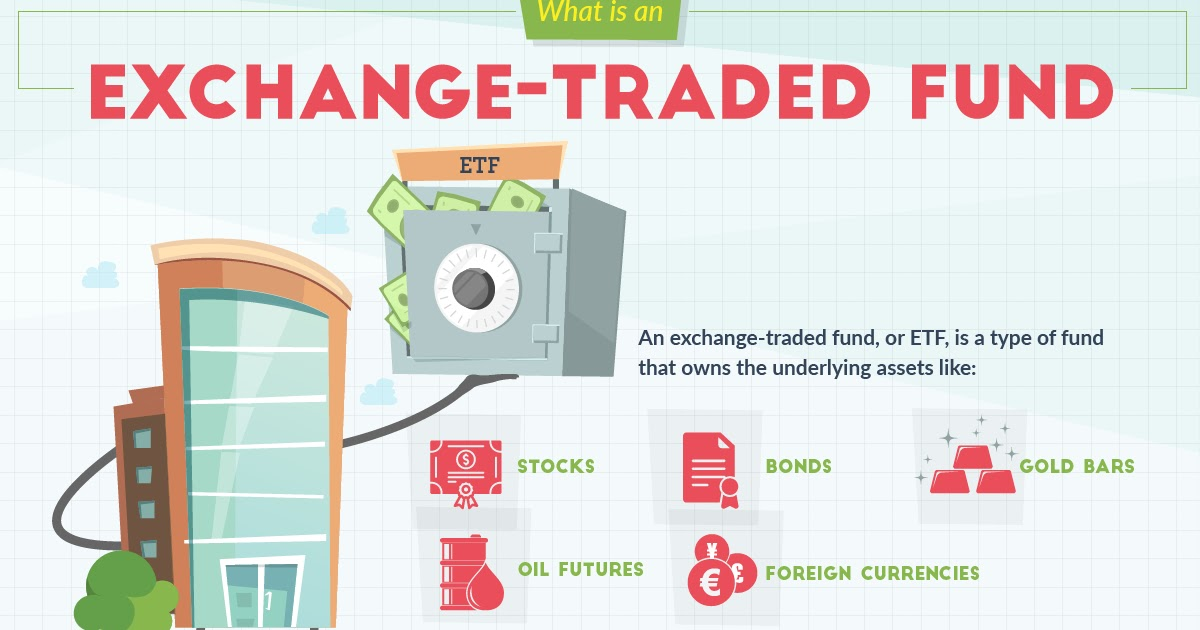 What is an
EXCHANGE-TRADED FUND
ETF
An exchange-traded fund, or ETF, is a type of fund
that owns the underlying assets like:
STOCKS
BONDS
GOLD BARS
OIL FUTURES
FOREIGN CURRENCIES